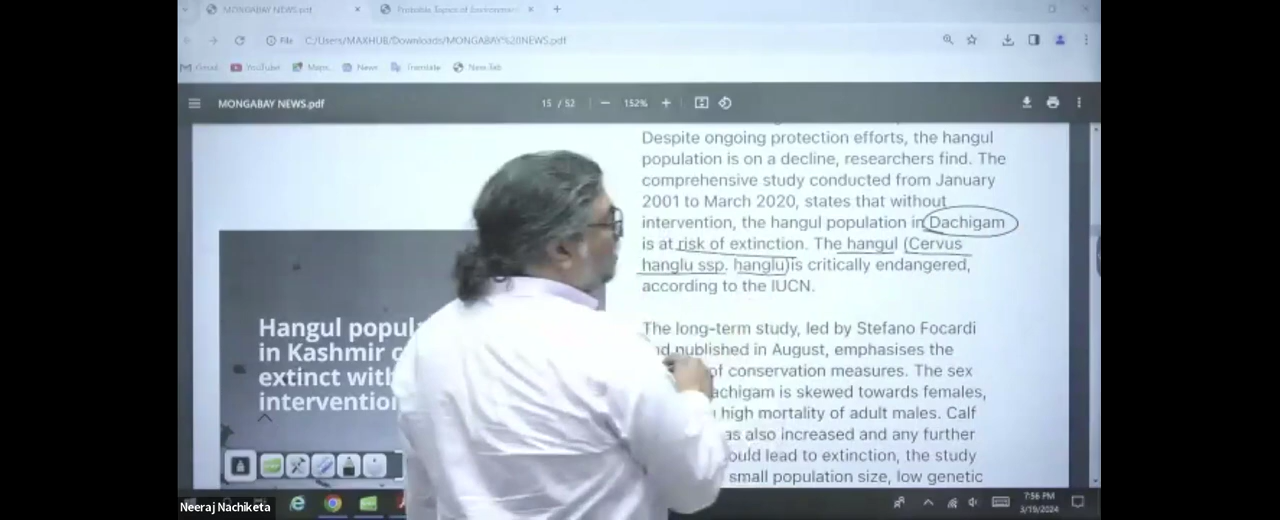 MONGABAY NEWS.pdf
Probable Topics of Environmen
File C:/Users/MAXHUB/Downloads/MONGABAY%20NEWS.pdf
Gmail YouTube Maps News Translate New Tab
MONGABAY NEWS.pdf 15 / 52 152%
Despite ongoing protection efforts, the hangul
population is on a decline, researchers find. The
comprehensive study conducted from January
2001 to March 2020, states that without
intervention, the hangul population in Dachigam
is at risk of extinction. The hangul (Cervus
hanglu ssp. hanglu)is critically endangered,
according to the IUCN.
The long-term study, led by Stefano Focardi
published in August, emphasises the
of conservation measures. The sex
achigam is skewed towards females,
high mortality of adult males. Calf
as also increased and any further
ould lead to extinction, the study
small population size, low genetic
Hangul popul
in Kashmir
extinct wit
interventio
Neeraj Nachiketa
7:56 PM
3/19/2024